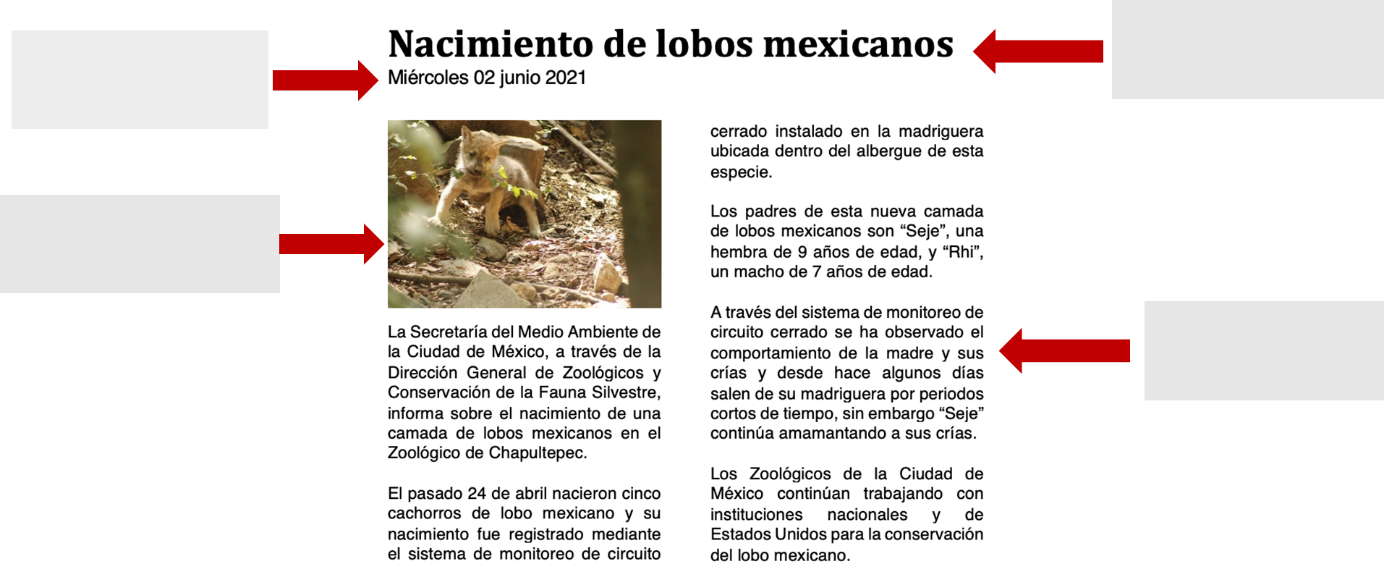 Nacimiento de lobos mexicanos
Miércoles 02 junio 2021
La Secretaría del Medio Ambiente de
la Ciudad de México, a través de la
Dirección General de Zoológicos y
Conservación de la Fauna Silvestre,
informa sobre el nacimiento de una
camada de lobos mexicanos en el
Zoológico de Chapultepec.
El pasado 24 de abril nacieron cinco
cachorros de lobo mexicano y su
nacimiento fue registrado mediante
el sistema de monitoreo de circuito
cerrado instalado en la madriguera
ubicada dentro del albergue de esta
especie.
Los padres de esta nueva camada
de lobos mexicanos son “Seje”, una
hembra de 9 años de edad, y “Rhi”,
un macho de 7 años de edad.
A través del sistema de monitoreo de
circuito cerrado se ha observado el
comportamiento de la madre y sus
crías y desde hace algunos días
salen de su madriguera por periodos
cortos de tiempo, sin embargo “Seje”
continúa amamantando a sus crías.
Los Zoológicos de la Ciudad de
México continúan trabajando con
instituciones nacionales y de
Estados Unidos para la conservación
del lobo mexicano.